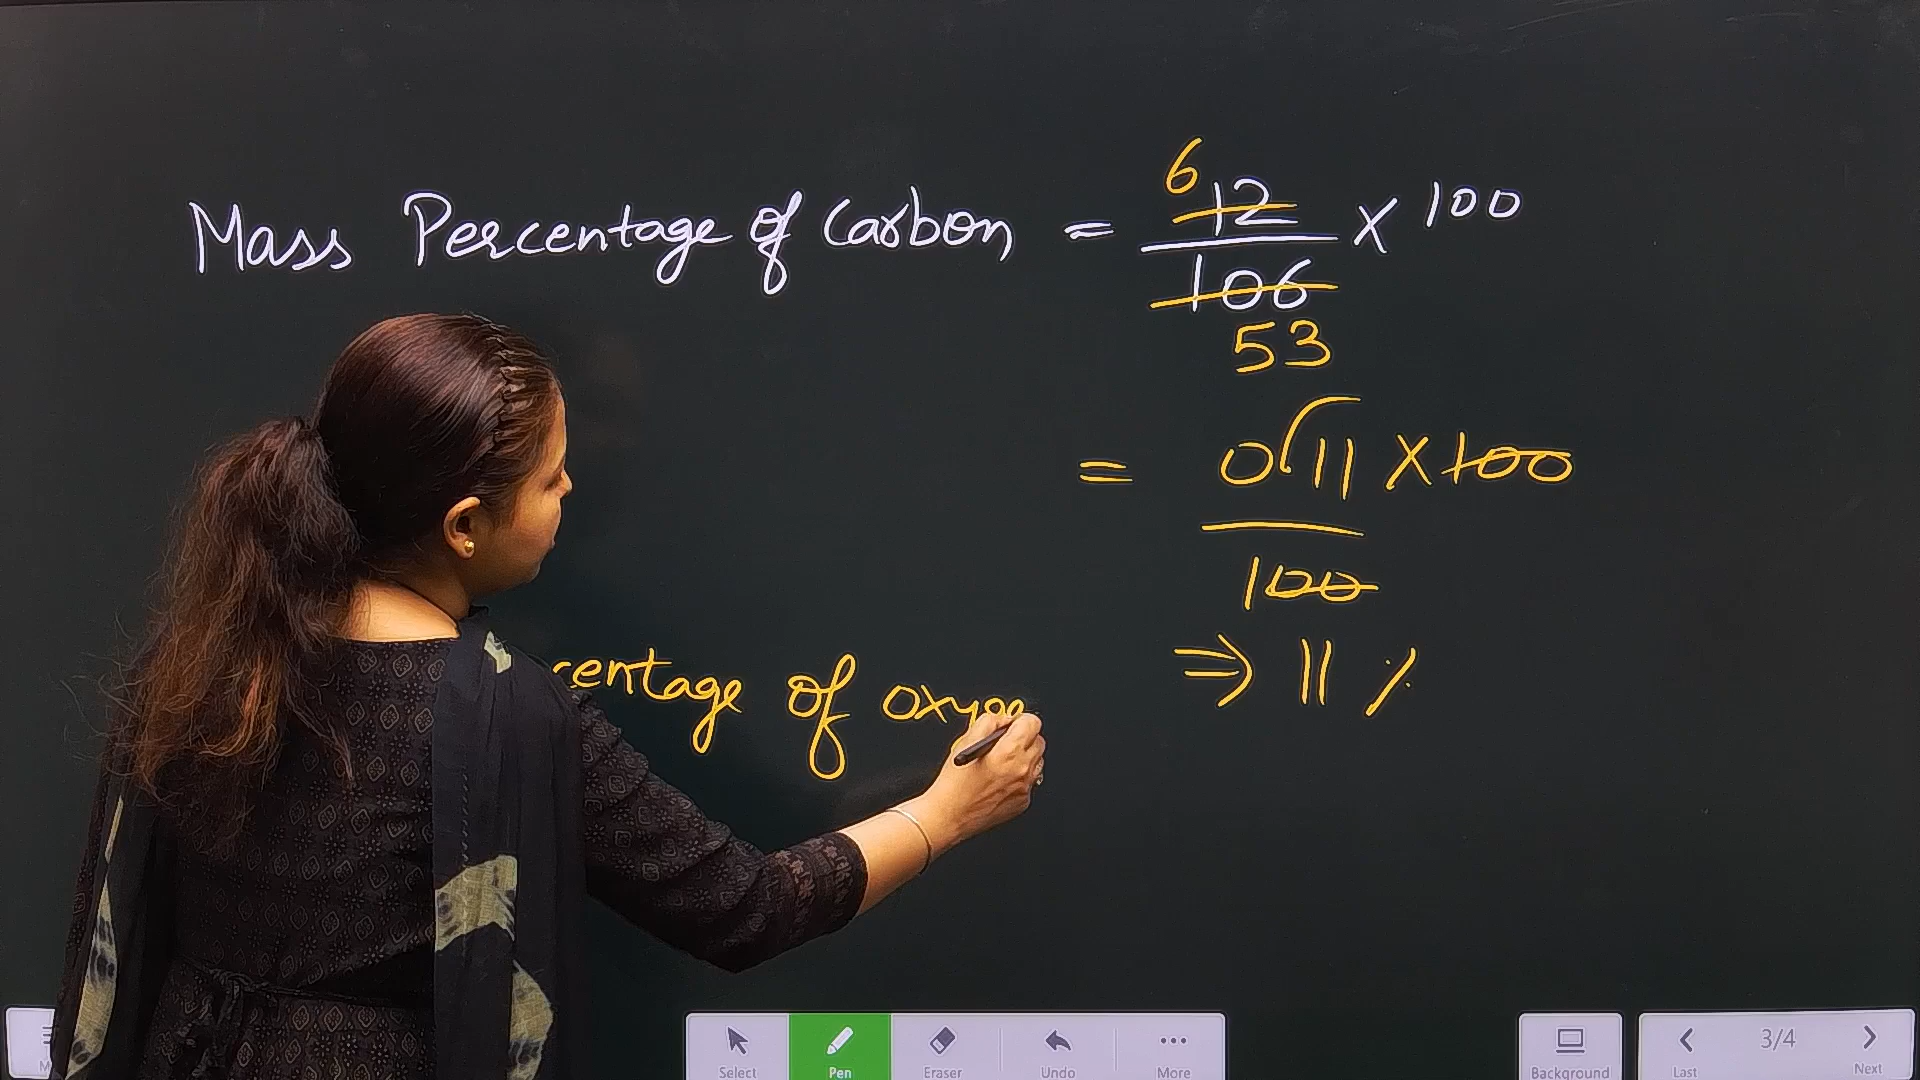 Mass Percentage of Carbon = 6 12 / 106 53 × 100
= 0.11 × 100 / 100
⇒ 11 %
centage of oxyge
Select Pen Eraser Undo More Background Last 3/4 Next